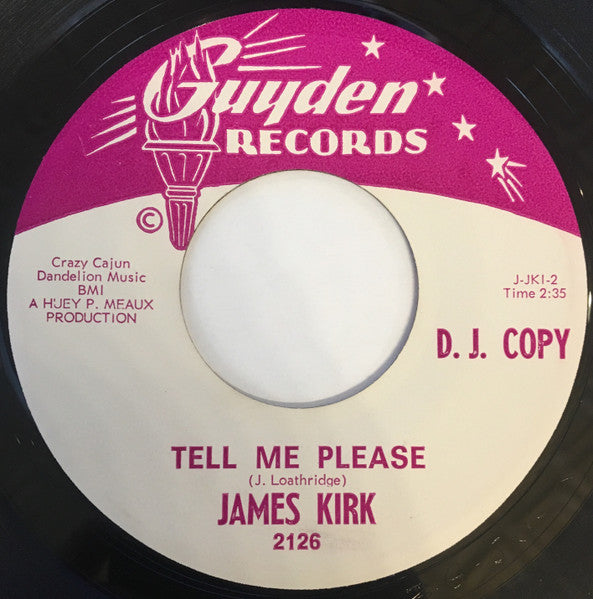 Guyden
RECORDS
©
Crazy Cajun
Dandelion Music
BMI
A HUEY P. MEAUX
PRODUCTION
J-JKI-2
Time 2:35
D. J. COPY
TELL ME PLEASE
(J. Loathridge)
JAMES KIRK
2126